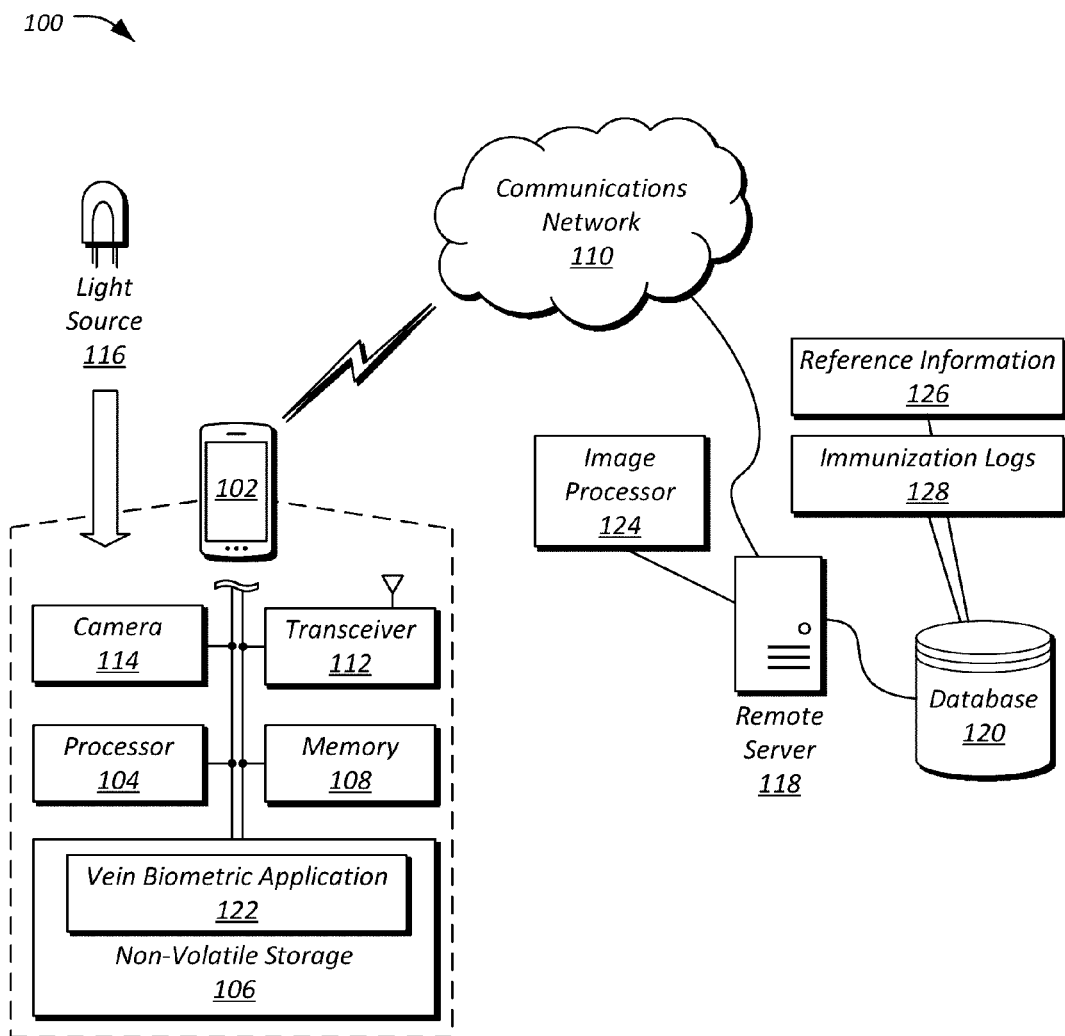 100
Communications
Network
110
Light
Source
116
Reference Information
126
Immunization Logs
128
Image
Processor
124
102
Camera
114
Transceiver
112
Database
120
Remote
Server
118
Processor
104
Memory
108
Vein Biometric Application
122
Non-Volatile Storage
106